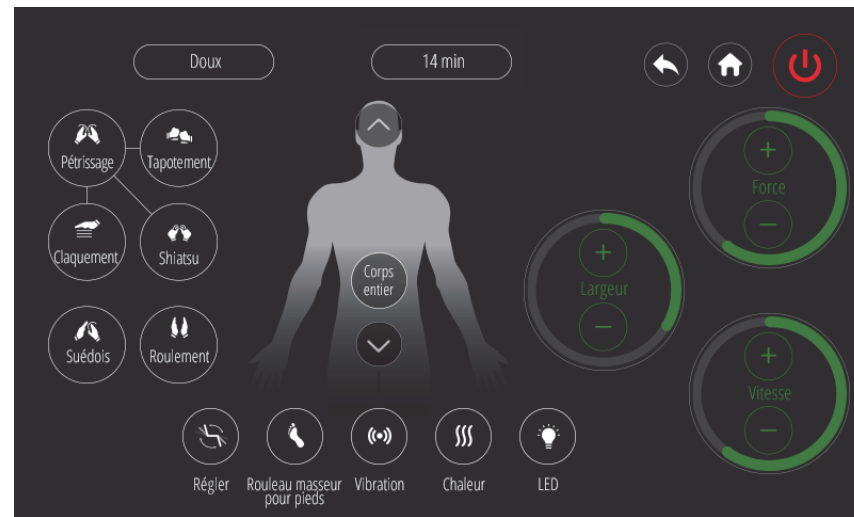 Doux
14 min
Pétrissage
Tapotement
Force
Claquement
Shiatsu
Corps
entier
Largeur
Suédois
Roulement
Vitesse
Régler
Rouleau masseur
pour pieds
Vibration
Chaleur
LED